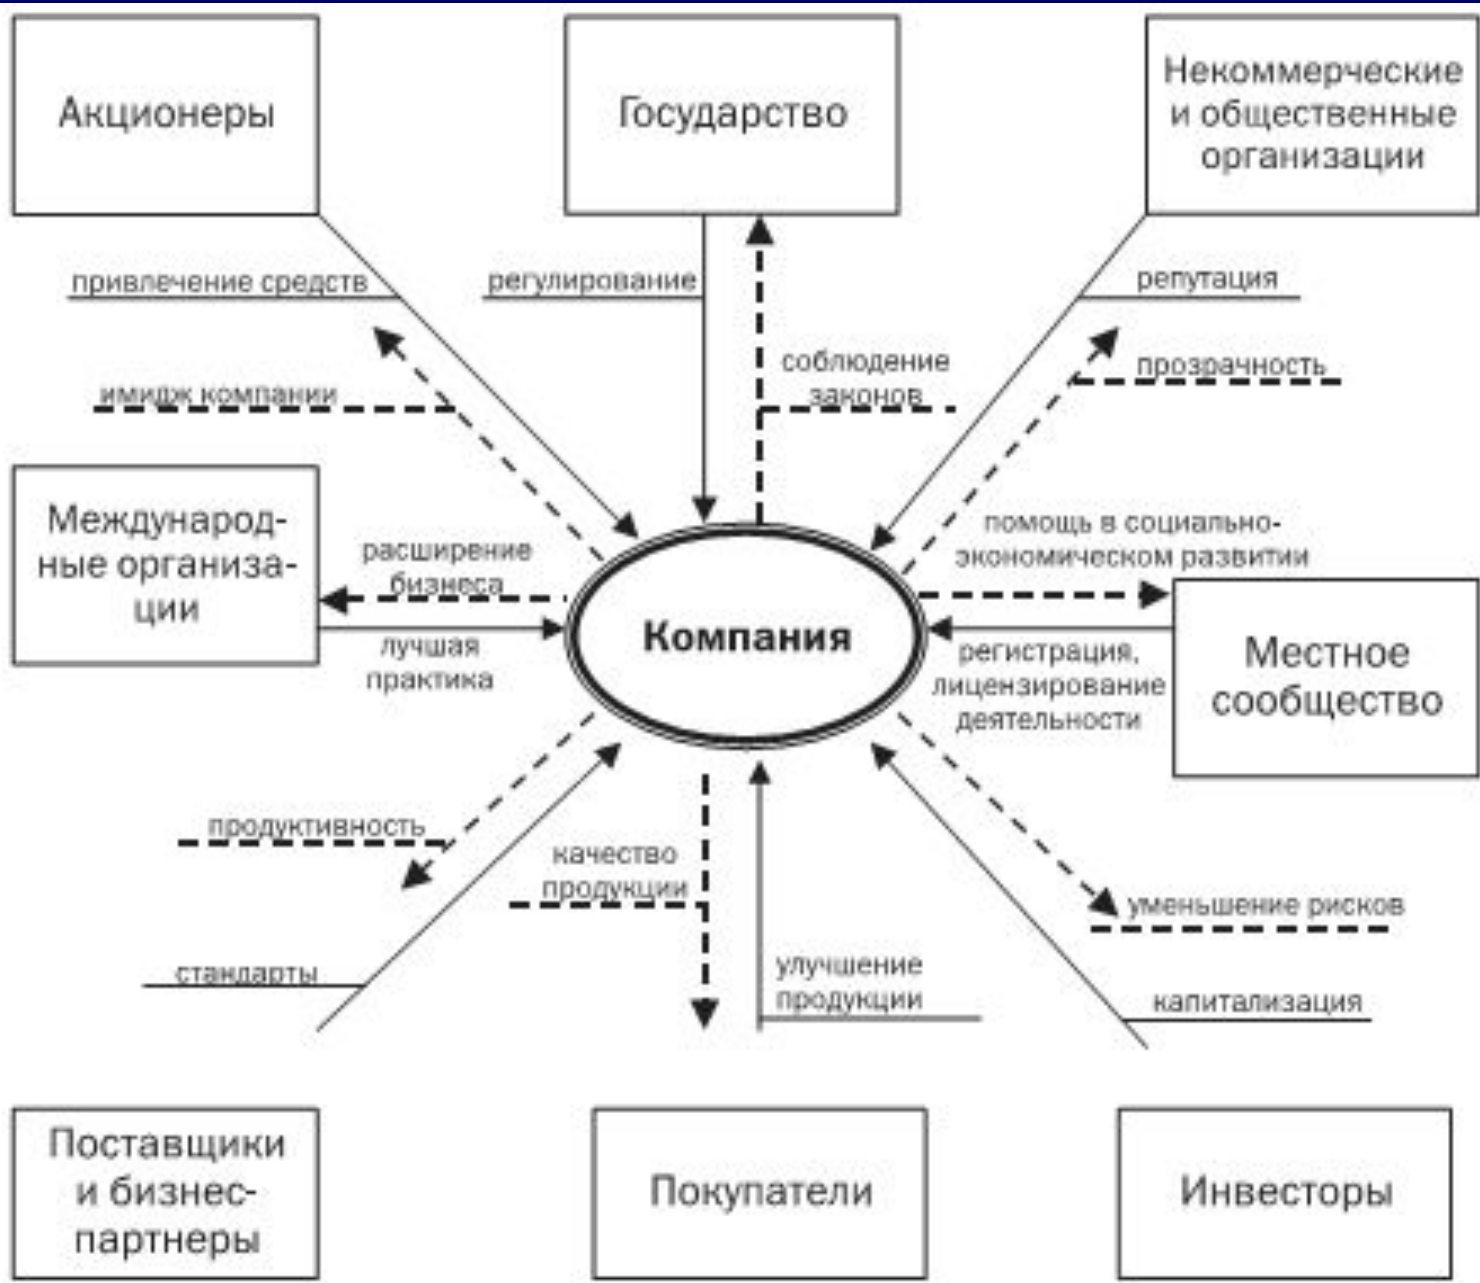 Акционеры
Государство
Некоммерческие
и общественные
организации
привлечение средств
регулирование
репутация
соблюдение
законов
прозрачность
имидж компании
Международ-
ные организа-
ции
расширение
бизнеса
лучшая
практика
Компания
помощь в социально-
экономическом развитии
регистрация,
лицензирование
деятельности
Местное
сообщество
продуктивность
качество
продукции
уменьшение рисков
стандарты
улучшение
продукции
капитализация
Поставщики
и бизнес-
партнеры
Покупатели
Инвесторы